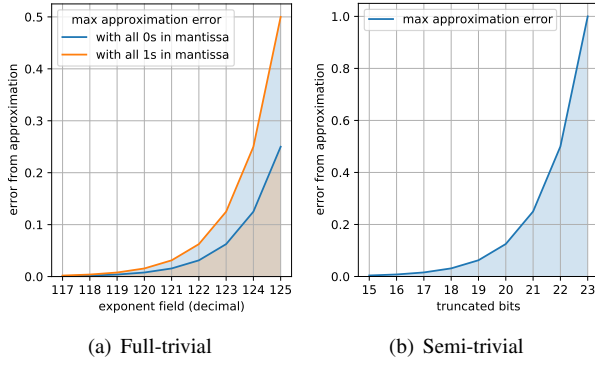 max approximation error
with all 0s in mantissa
with all 1s in mantissa
error from approximation
0.5
0.4
0.3
0.2
0.1
0.0
117 118 119 120 121 122 123 124 125
exponent field (decimal)
(a) Full-trivial
max approximation error
error from approximation
1.0
0.8
0.6
0.4
0.2
0.0
15 16 17 18 19 20 21 22 23
truncated bits
(b) Semi-trivial